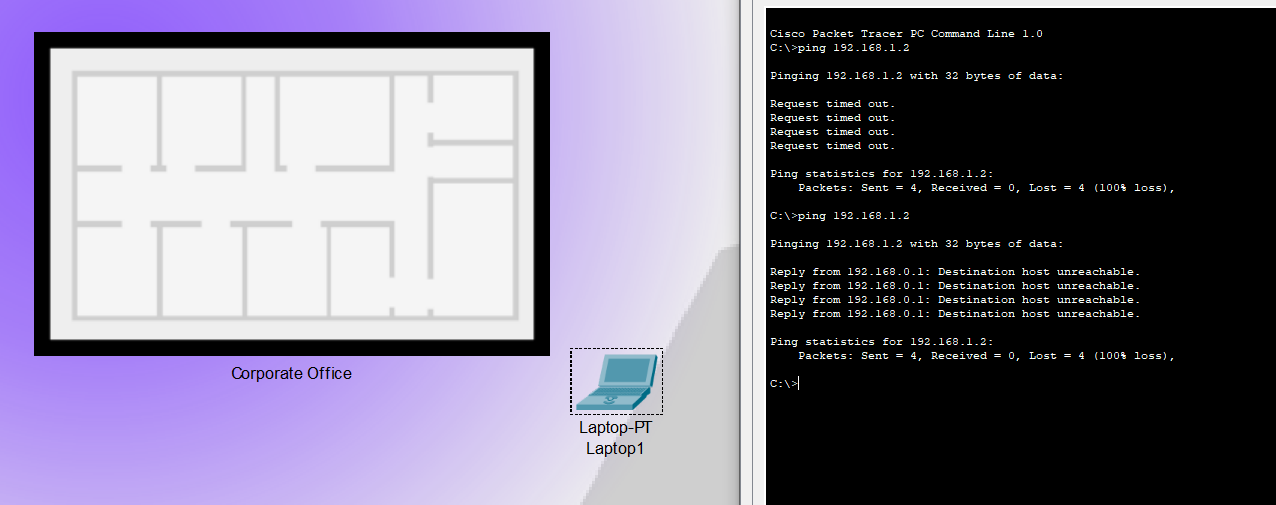 Corporate Office
Laptop-PT
Laptop1
Cisco Packet Tracer PC Command Line 1.0
C:\>ping 192.168.1.2
Pinging 192.168.1.2 with 32 bytes of data:
Request timed out.
Request timed out.
Request timed out.
Request timed out.
Ping statistics for 192.168.1.2:
Packets: Sent = 4, Received = 0, Lost = 4 (100% loss),
C:\>ping 192.168.1.2
Pinging 192.168.1.2 with 32 bytes of data:
Reply from 192.168.0.1: Destination host unreachable.
Reply from 192.168.0.1: Destination host unreachable.
Reply from 192.168.0.1: Destination host unreachable.
Reply from 192.168.0.1: Destination host unreachable.
Ping statistics for 192.168.1.2:
Packets: Sent = 4, Received = 0, Lost = 4 (100% loss),
C:\>